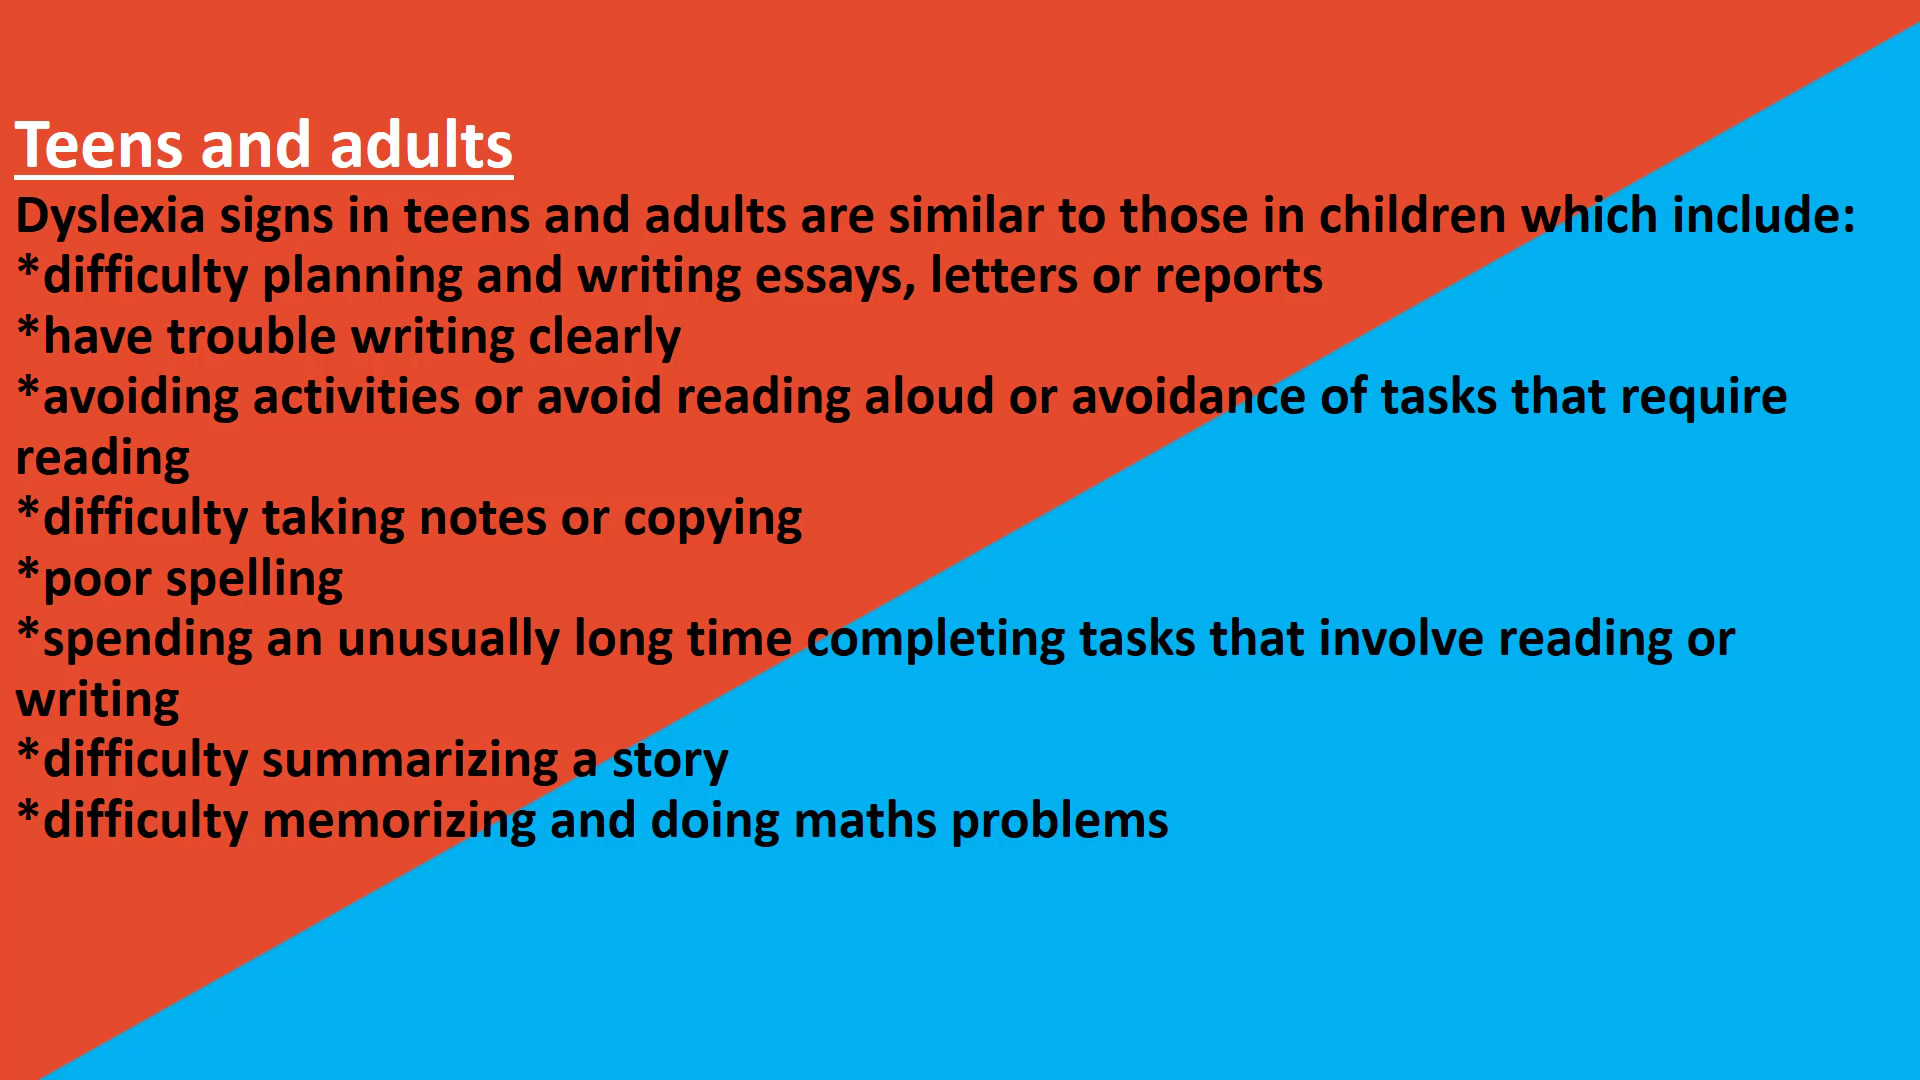 Teens and adults
Dyslexia signs in teens and adults are similar to those in children which include:
*difficulty planning and writing essays, letters or reports
*have trouble writing clearly
*avoiding activities or avoid reading aloud or avoidance of tasks that require
reading
*difficulty taking notes or copying
*poor spelling
*spending an unusually long time completing tasks that involve reading or
writing
*difficulty summarizing a story
*difficulty memorizing and doing maths problems